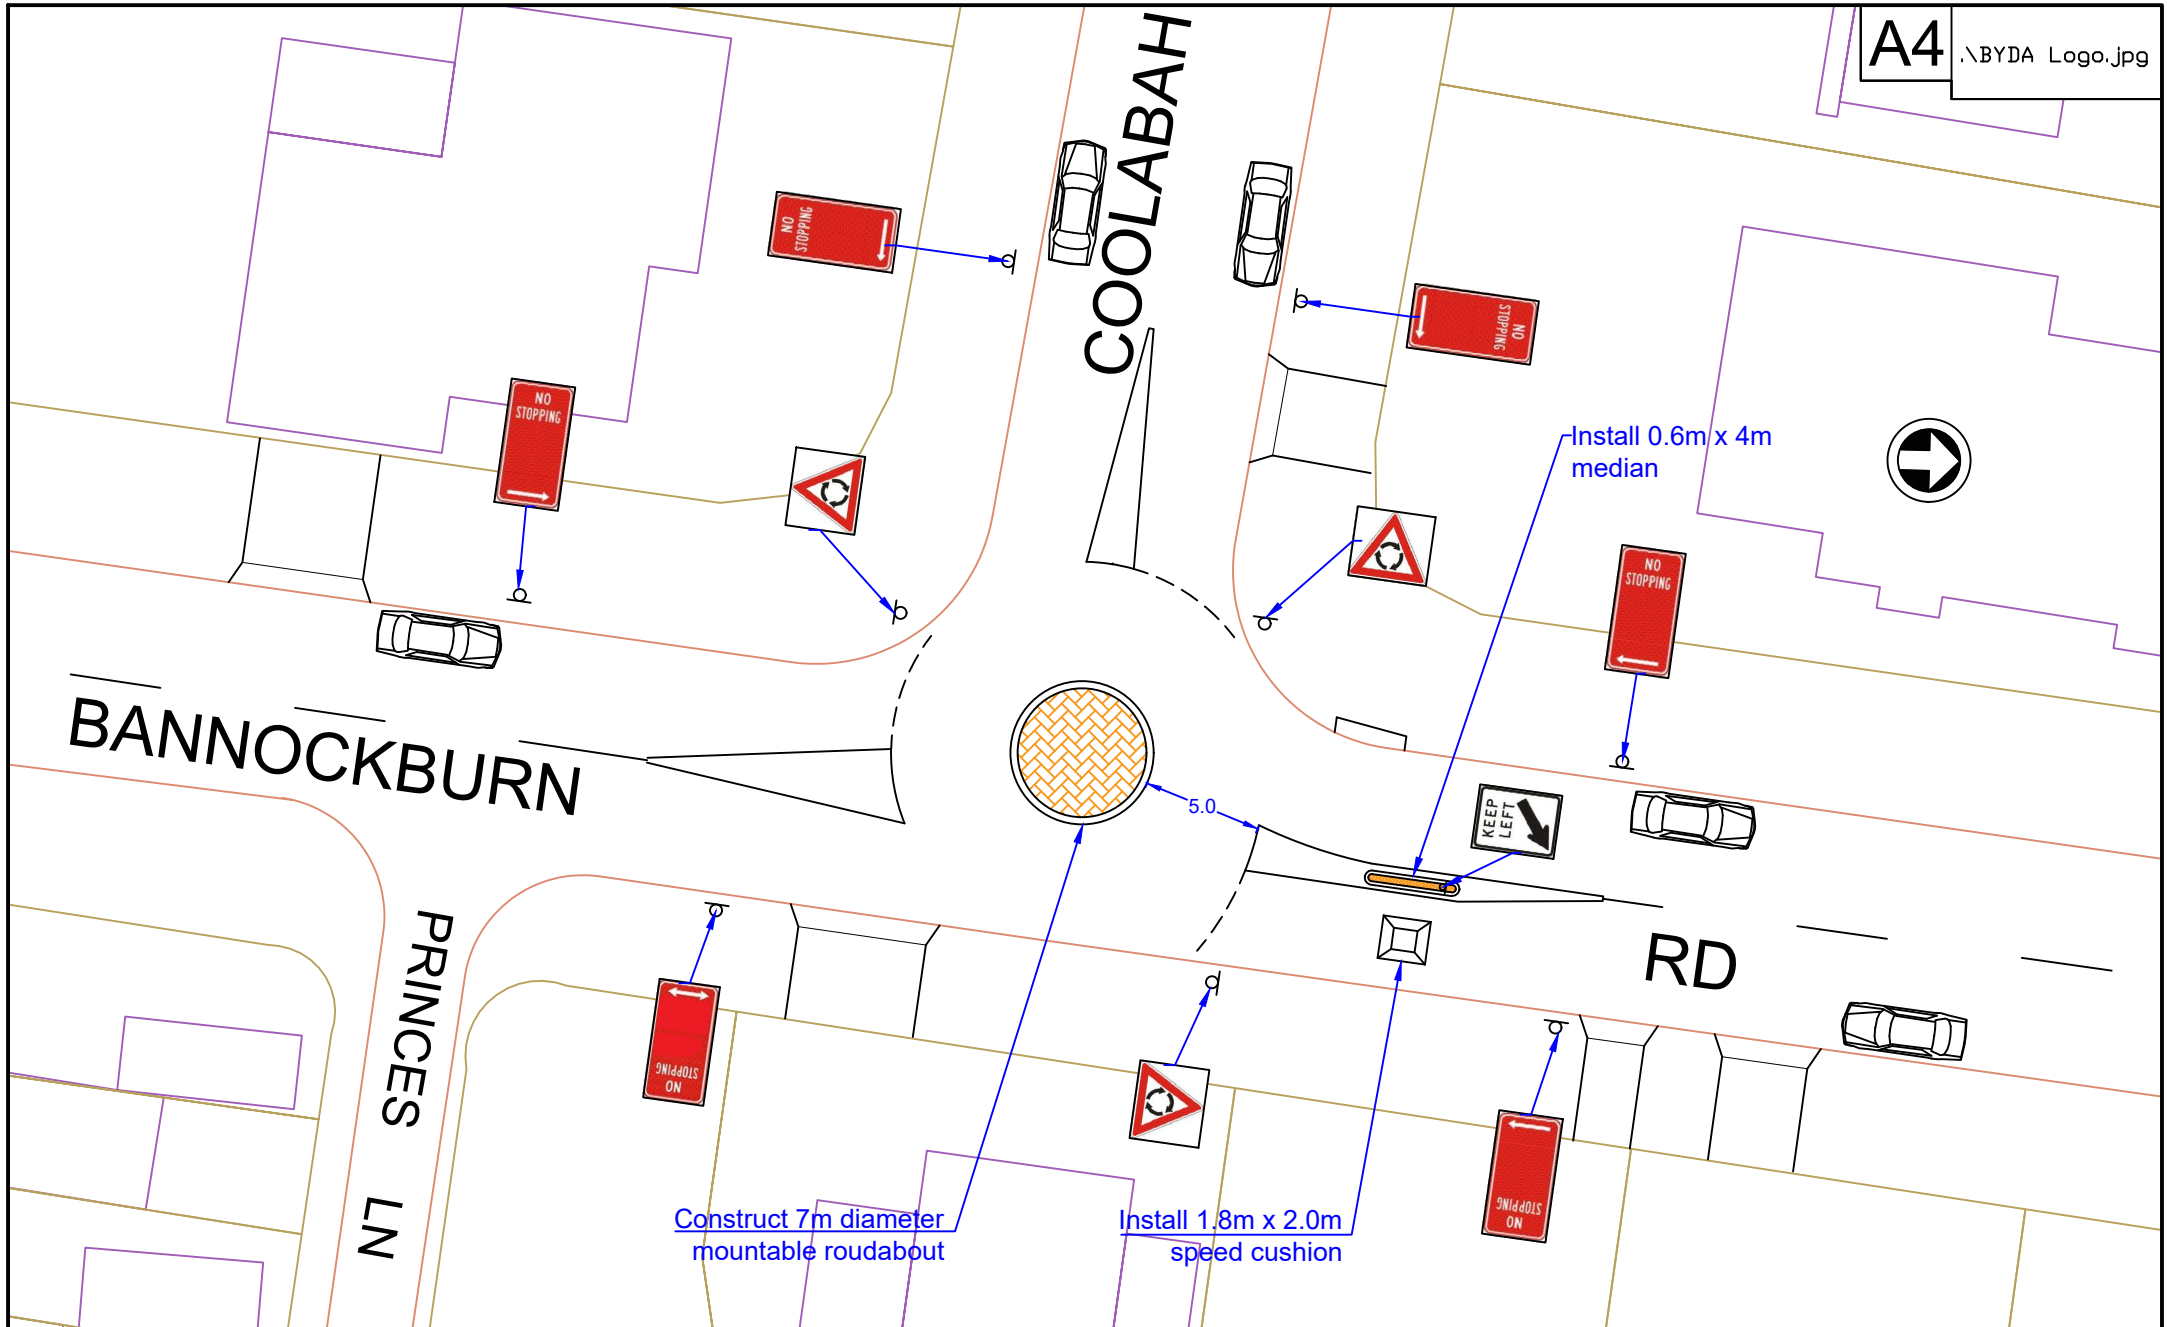 A4
.\BYDA Logo.jpg
COOLABAH
NO
STOPPING
NO
STOPPING
NO
STOPPING
Install 0.6m x 4m
median
NO
STOPPING
BANNOCKBURN
5.0
KEEP
LEFT
RD
PRINCES LN
NO
STOPPING
NO
STOPPING
Construct 7m diameter
mountable roudabout
Install 1.8m x 2.0m
speed cushion